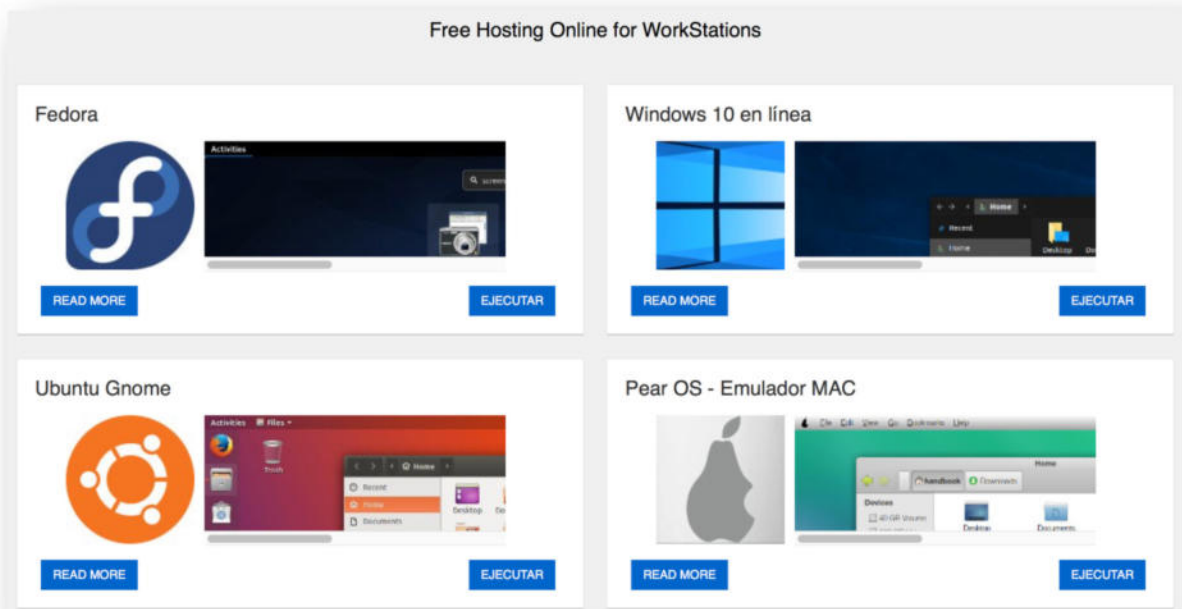 Free Hosting Online for WorkStations
Fedora
Activities
screen
READ MORE
EJECUTAR
Windows 10 en línea
Home
Recent
Home
Desktop
READ MORE
EJECUTAR
Ubuntu Gnome
Activities Files
Trash
Home
Recent
Home
Documents
Desktop
READ MORE
EJECUTAR
Pear OS - Emulador MAC
File Edit View Go Bookmarks Help
Home
handbook Downloads
Devices
Desktop
Documents
READ MORE
EJECUTAR